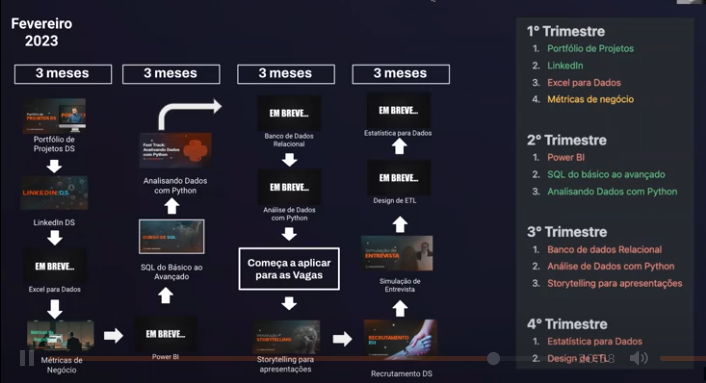 Fevereiro
2023
3 meses
3 meses
3 meses
3 meses
Portfólio de
Projetos DS
LINKEDIN DS
LinkedIn DS
EM BREVE...
Excel para Dados
Métricas de
Negócio
Fast Track:
Analisando Dados
com Python
Analisando Dados
com Python
CURSO DE SQL
SQL do Básico ao
Avançado
EM BREVE...
Power BI
EM BREVE...
Banco de Dados
Relacional
EM BREVE...
Análise de Dados
com Python
Começa a aplicar
para as Vagas
STORYTELLING
Storytelling para
apresentações
EM BREVE...
Estatística para Dados
EM BREVE...
Design de ETL
ENTREVISTA
Simulação de
Entrevista
RECRUTAMENTO
Recrutamento DS
1° Trimestre
1. Portfólio de Projetos
2. LinkedIn
3. Excel para Dados
4. Métricas de negócio
2° Trimestre
1. Power BI
2. SQL do básico ao avançado
3. Analisando Dados com Python
3° Trimestre
1. Banco de dados Relacional
2. Análise de Dados com Python
3. Storytelling para apresentações
4° Trimestre
1. Estatística para Dados
2. Design de ETL